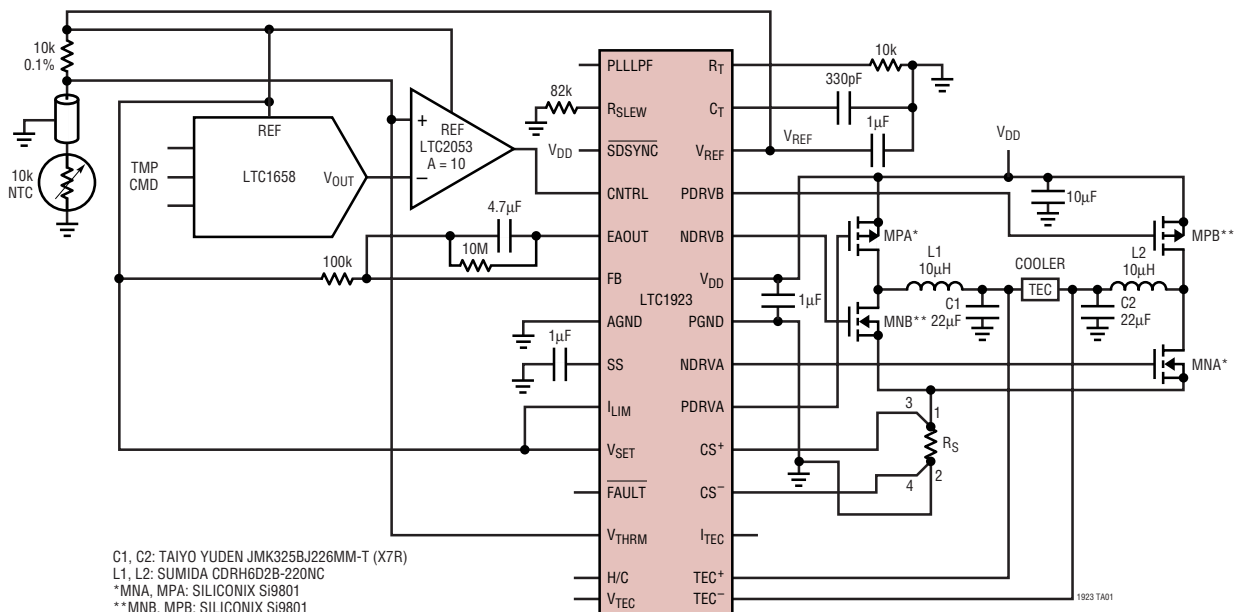 10k
0.1%
10k
NTC
TMP
CMD
REF
LTC1658
VOUT
+
–
REF
LTC2053
A = 10
82k
VDD
4.7µF
10M
100k
1µF
PLLLPF
RSLEW
SDSYNC
CNTRL
EAOUT
FB
AGND
SS
ILIM
VSET
FAULT
VTHRM
H/C
VTEC
LTC1923
RT
CT
VREF
PDRVB
NDRVB
VDD
PGND
NDRVA
PDRVA
CS+
CS–
ITEC
TEC+
TEC–
10k
330pF
1µF
VREF
VDD
10µF
MPA*
MPB**
L1
10µH
COOLER
TEC
L2
10µH
C1
22µF
C2
22µF
1µF
MNB**
MNA*
3
1
RS
4
2
C1, C2: TAIYO YUDEN JMK325BJ226MM-T (X7R)
L1, L2: SUMIDA CDRH6D2B-220NC
*MNA, MPA: SILICONIX Si9801
**MNB, MPB: SILICONIX Si9801
1923 TA01